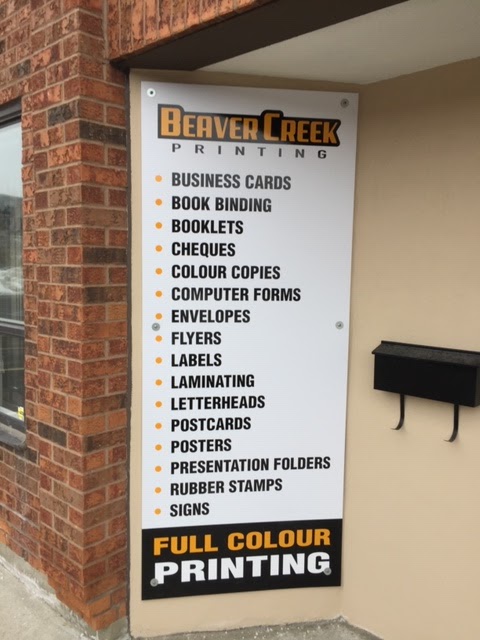 BEAVER CREEK
PRINTING
• BUSINESS CARDS
• BOOK BINDING
• BOOKLETS
• CHEQUES
• COLOUR COPIES
• COMPUTER FORMS
• ENVELOPES
• FLYERS
• LABELS
• LAMINATING
• LETTERHEADS
• POSTCARDS
• POSTERS
• PRESENTATION FOLDERS
• RUBBER STAMPS
• SIGNS
FULL COLOUR
PRINTING